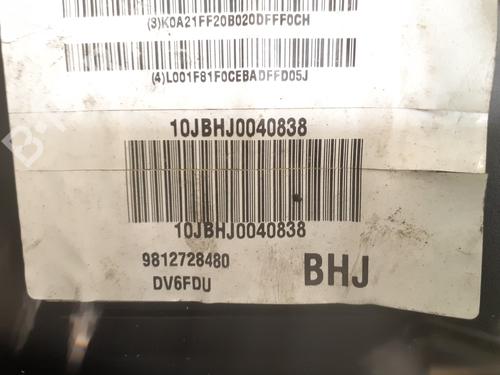 (3)K0A21FF20B020DFFF0CH
(4)L001F81F0CEBADFFD05J
10JBHJ0040838
10JBHJ0040838
9812728480
DV6FDU
BHJ